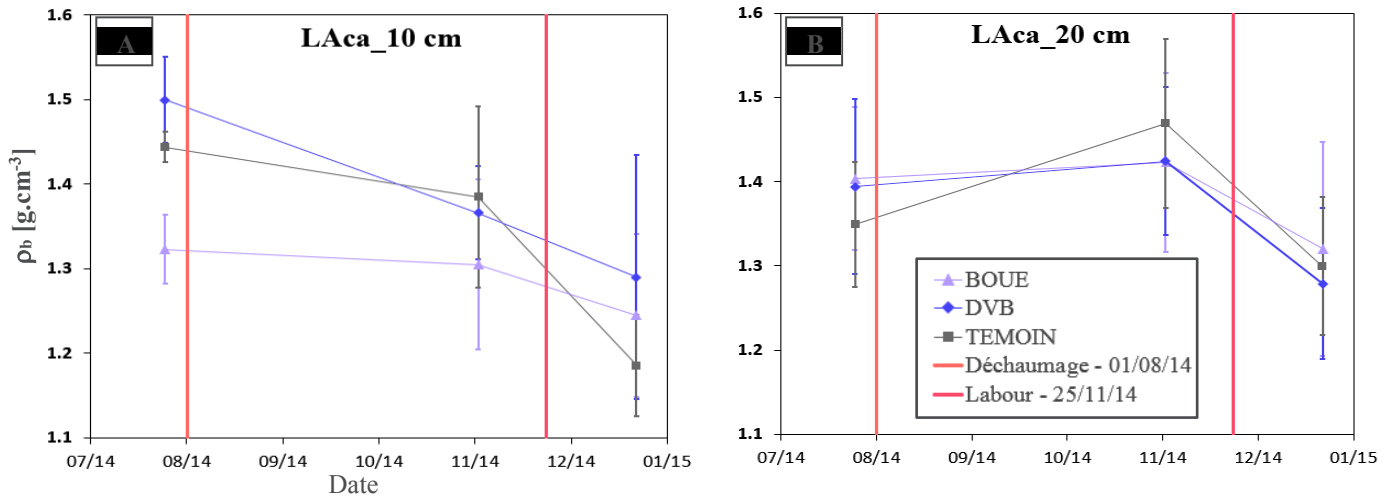 A
LAca_10 cm
1.6
1.5
1.4
1.3
1.2
1.1
ρb [g.cm-3]
07/14 08/14 09/14 10/14 11/14 12/14 01/15
Date
B
LAca_20 cm
1.6
1.5
1.4
1.3
1.2
1.1
BOUE
DVB
TEMOIN
Déchaumage - 01/08/14
Labour - 25/11/14
07/14 08/14 09/14 10/14 11/14 12/14 01/15